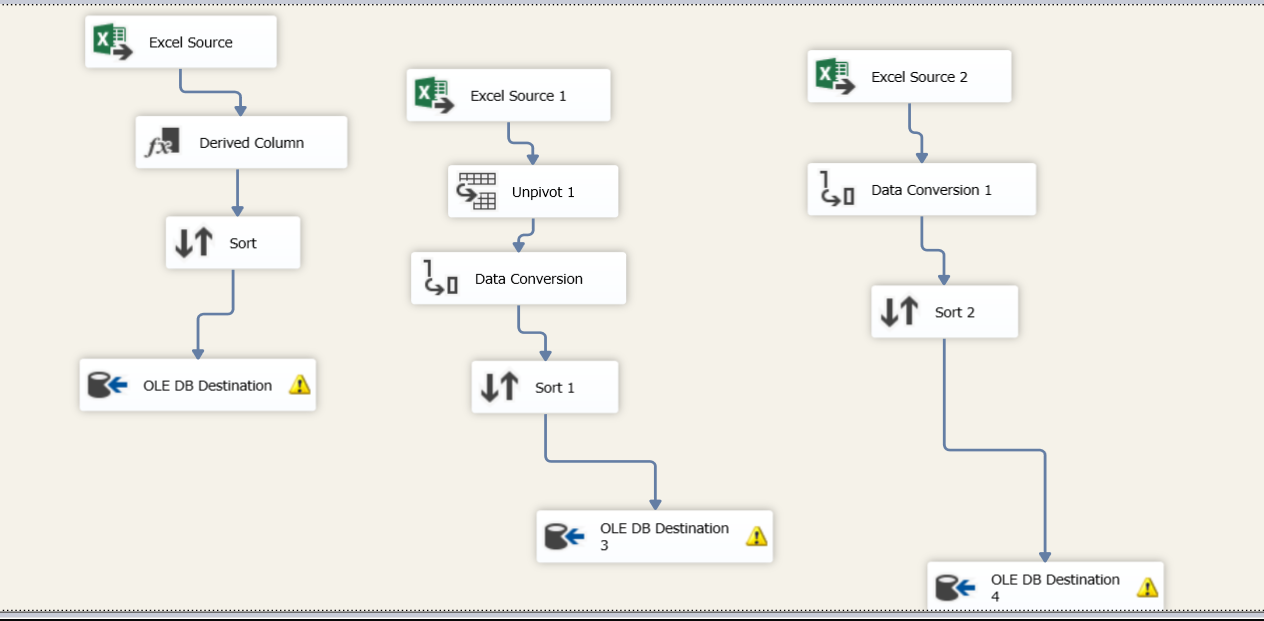 Excel Source
Derived Column
Sort
OLE DB Destination
Excel Source 1
Unpivot 1
Data Conversion
Sort 1
OLE DB Destination
3
Excel Source 2
Data Conversion 1
Sort 2
OLE DB Destination
4